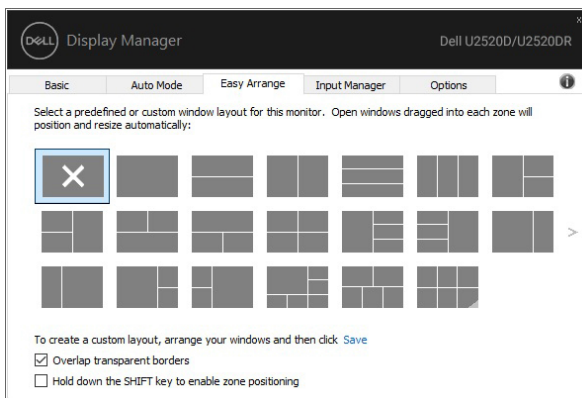 DELL Display Manager Dell U2520D/U2520DR
Basic Auto Mode Easy Arrange Input Manager Options
Select a predefined or custom window layout for this monitor. Open windows dragged into each zone will
position and resize automatically:
To create a custom layout, arrange your windows and then click Save
Overlap transparent borders
Hold down the SHIFT key to enable zone positioning